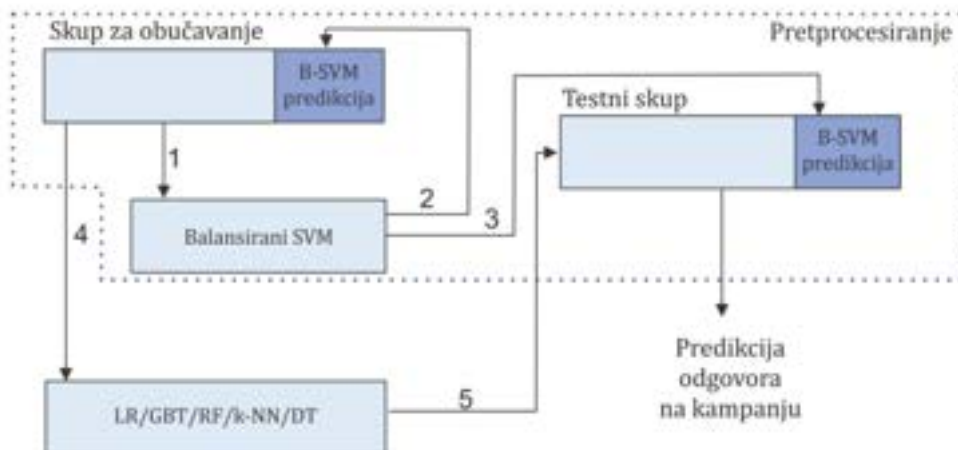 Skup za obučavanje
Pretprocesiranje
B-SVM
predikcija
Testni skup
B-SVM
predikcija
1
2
3
4
Balansirani SVM
Predikcija
odgovora
na kampanju
5
LR/GBT/RF/k-NN/DT